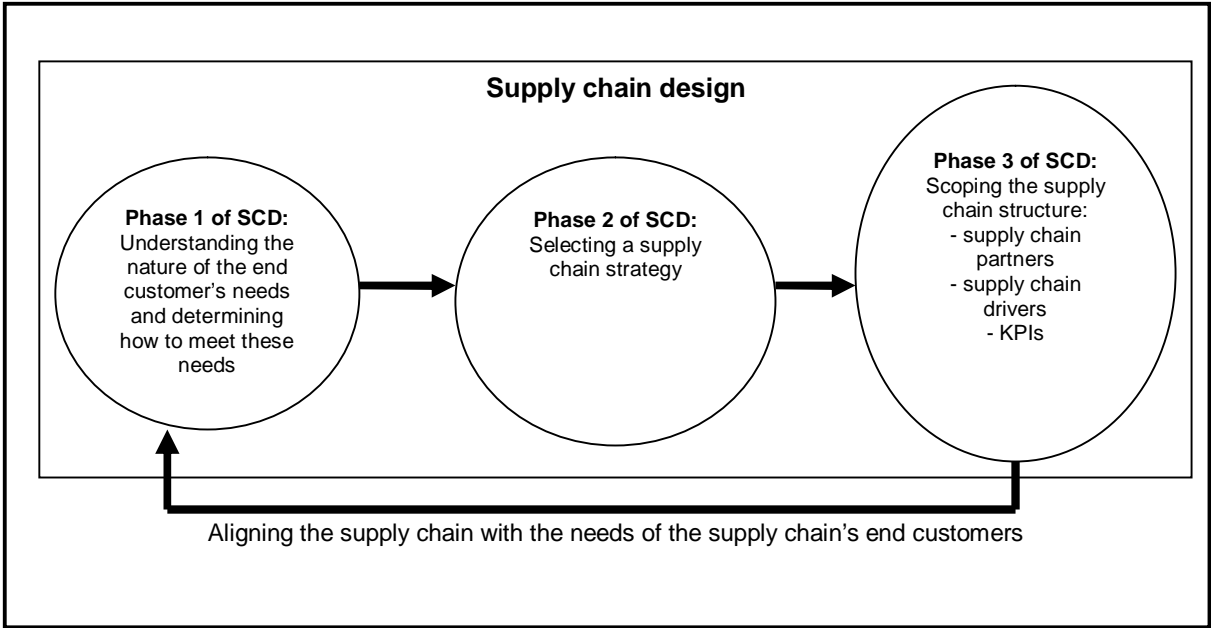 Supply chain design
Phase 1 of SCD:
Understanding the
nature of the end
customer's needs
and determining
how to meet these
needs
Phase 2 of SCD:
Selecting a supply
chain strategy
Phase 3 of SCD:
Scoping the supply
chain structure:
- supply chain
partners
- supply chain
drivers
- KPIs
Aligning the supply chain with the needs of the supply chain's end customers